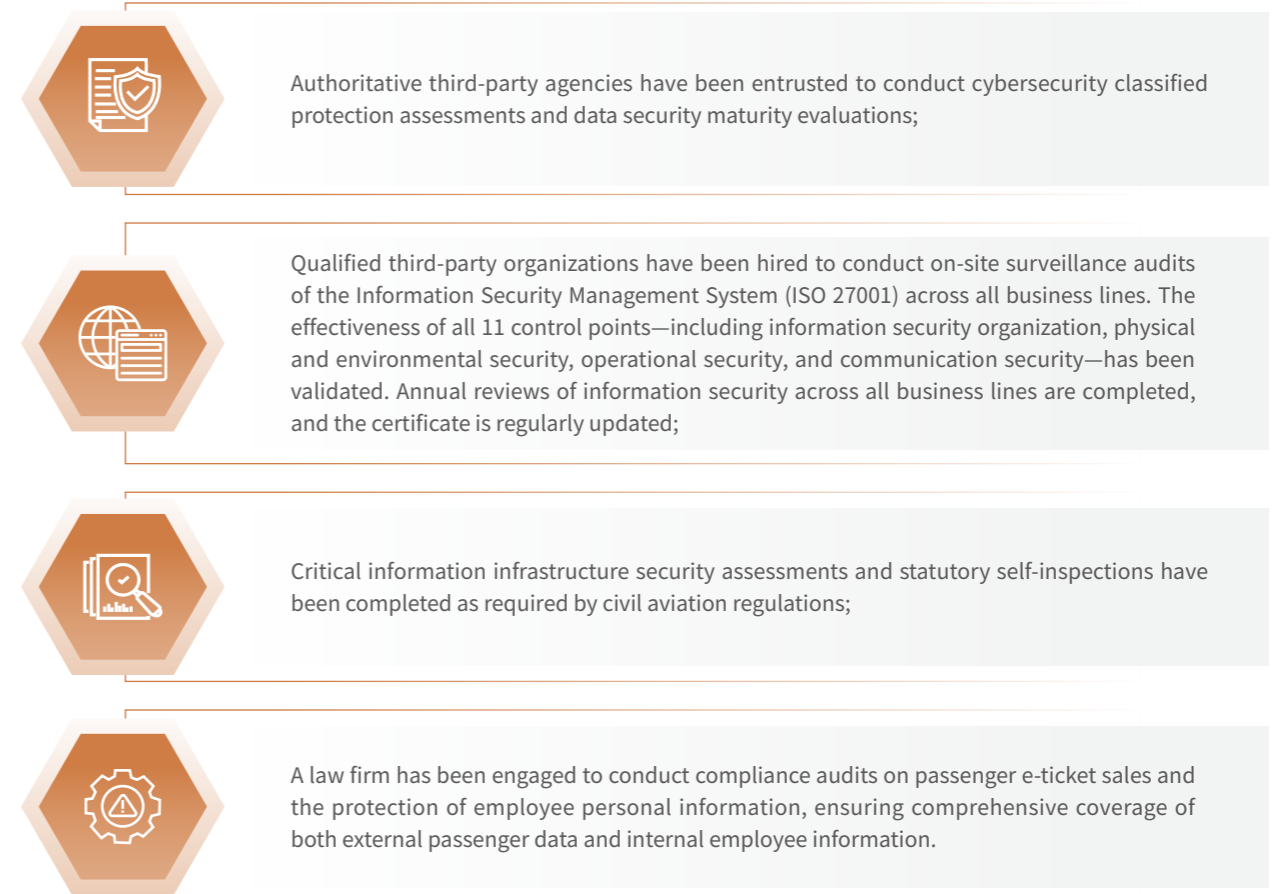 Authoritative third-party agencies have been entrusted to conduct cybersecurity classified
protection assessments and data security maturity evaluations;
Qualified third-party organizations have been hired to conduct on-site surveillance audits
of the Information Security Management System (ISO 27001) across all business lines. The
effectiveness of all 11 control points—including information security organization, physical
and environmental security, operational security, and communication security—has been
validated. Annual reviews of information security across all business lines are completed,
and the certificate is regularly updated;
Critical information infrastructure security assessments and statutory self-inspections have
been completed as required by civil aviation regulations;
A law firm has been engaged to conduct compliance audits on passenger e-ticket sales and
the protection of employee personal information, ensuring comprehensive coverage of
both external passenger data and internal employee information.